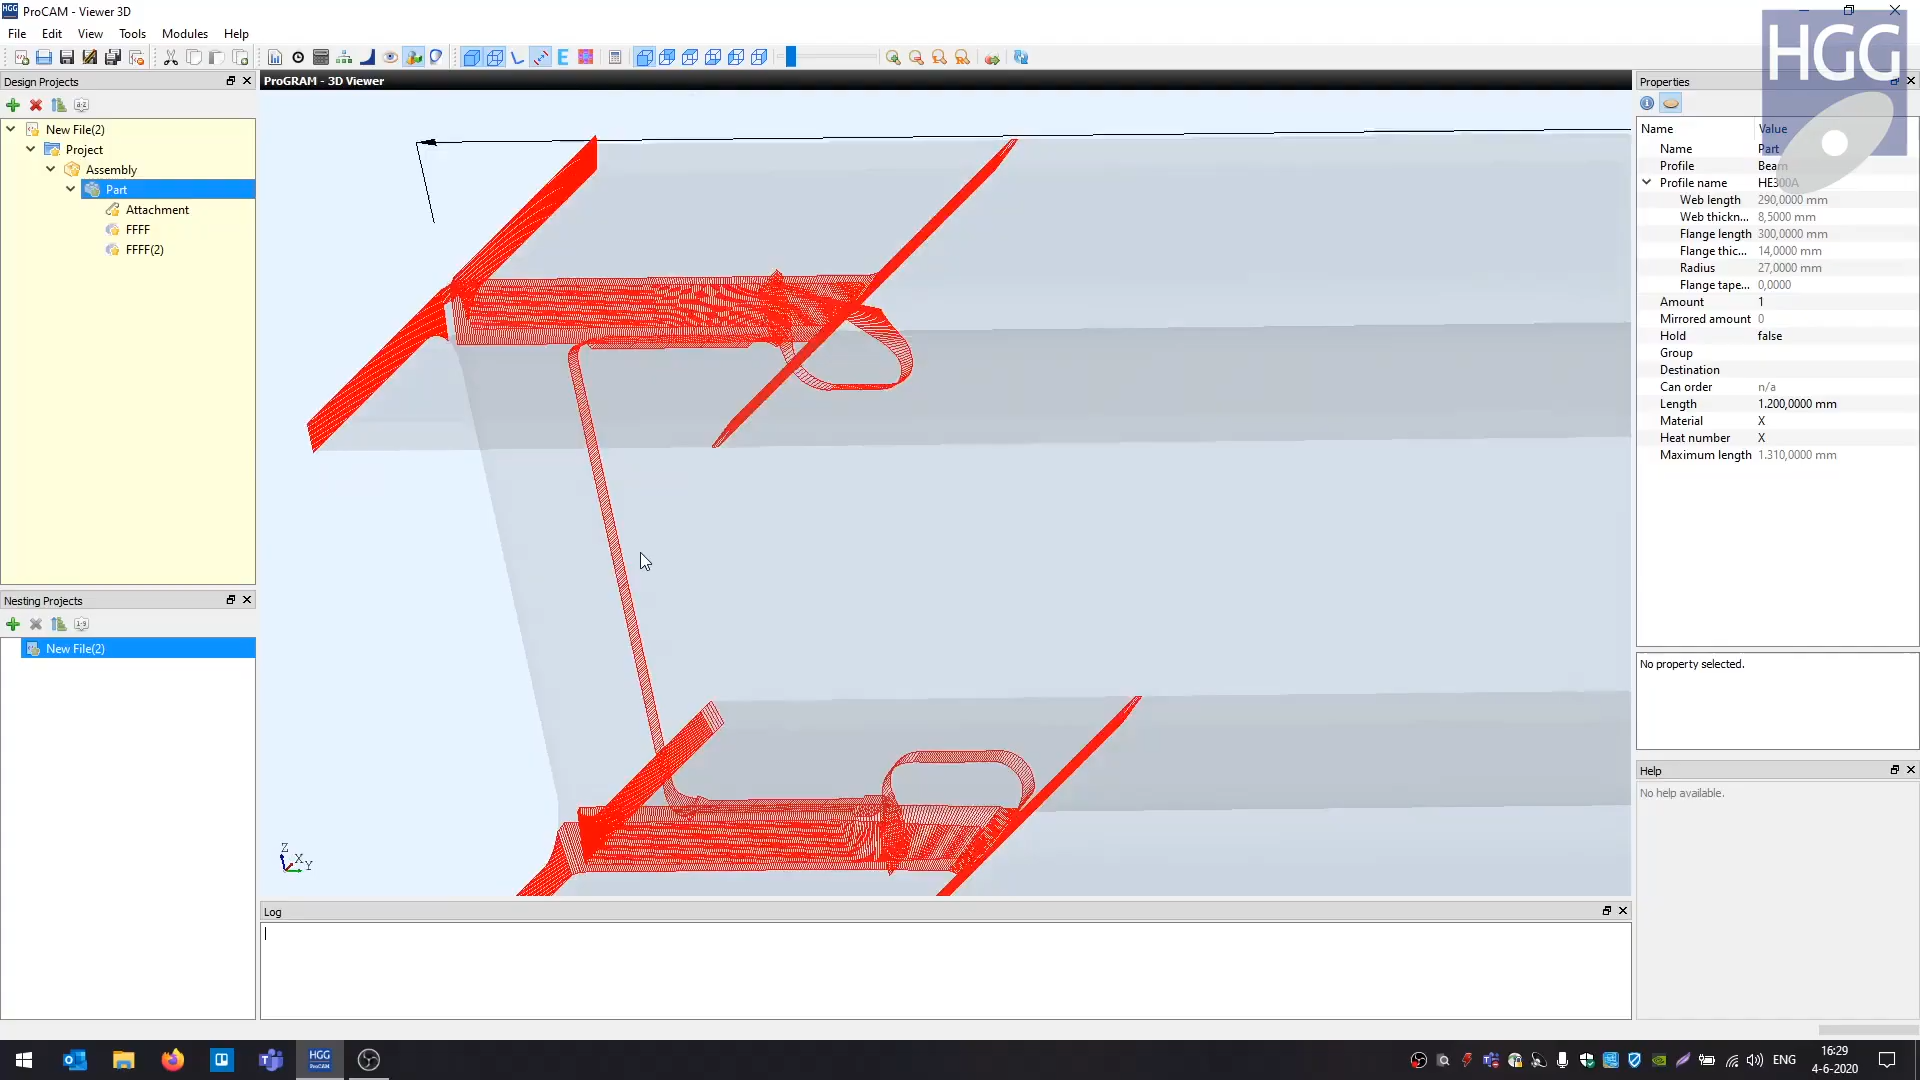 ProCAM - Viewer 3D
File Edit View Tools Modules Help
HGG
Design Projects
New File(2)
Project
Assembly
Part
Attachment
FFFF
FFFF(2)
Nesting Projects
New File(2)
ProGRAM - 3D Viewer
Z
X
Y
Log
Properties
Name Value
Name Part
Profile Beam
Profile name HE300A
Web length 290,0000 mm
Web thickn... 8,5000 mm
Flange length 300,0000 mm
Flange thic... 14,0000 mm
Radius 27,0000 mm
Flange tape... 0,0000
Amount 1
Mirrored amount 0
Hold false
Group
Destination
Can order n/a
Length 1.200,0000 mm
Material X
Heat number X
Maximum length 1.310,0000 mm
No property selected.
Help
No help available.
HGG
ProCAM
ENG
16:29
4-6-2020